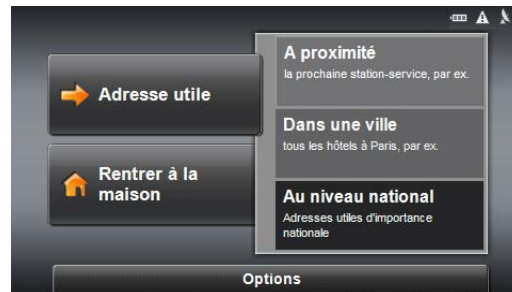 Adresse utile
A proximité
la prochaine station-service, par ex.
Dans une ville
tous les hôtels à Paris, par ex.
Rentrer à la
maison
Au niveau national
Adresses utiles d'importance
nationale
Options